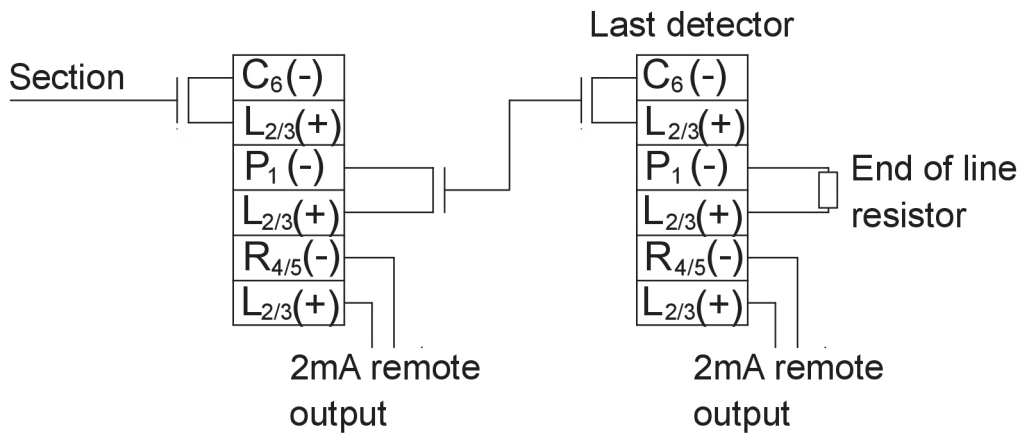 Last detector
Section
C₆(-)
L₂/₃(+)
P₁(-)
L₂/₃(+)
R₄/₅(-)
L₂/₃(+)
2mA remote
output
C₆(-)
L₂/₃(+)
P₁(-)
L₂/₃(+)
R₄/₅(-)
L₂/₃(+)
End of line
resistor
2mA remote
output